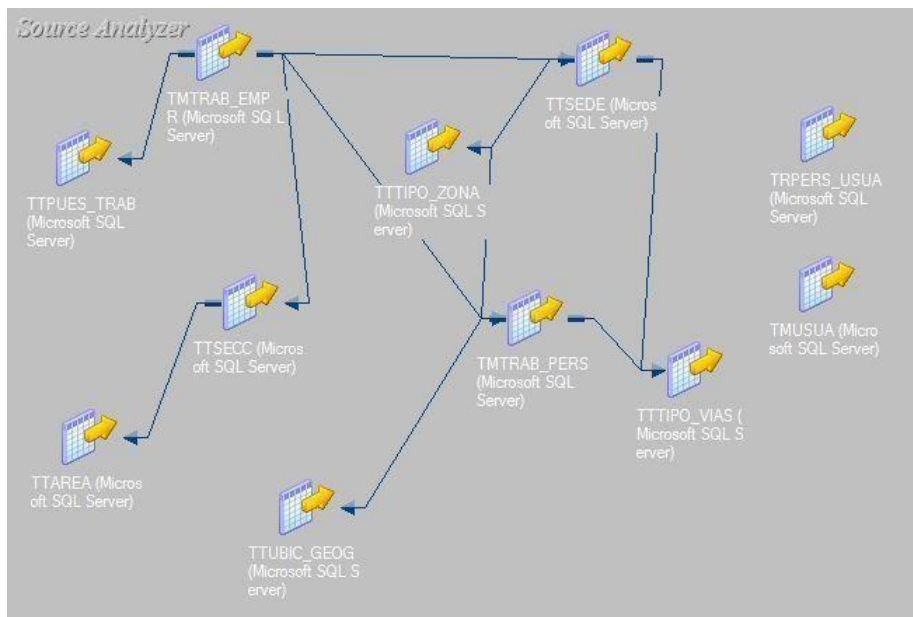 Source Analyzer
TMTRAB_EMP
R (Microsoft SQ L
Server)
TTSEDE (Micros
oft SQL Server)
TTPUES_TRAB
(Microsoft SQL
Server)
TTTIPO_ZONA
(Microsoft SQL S
erver)
TRPERS_USUA
(Microsoft SQL
Server)
TTSECC (Micros
oft SQL Server)
TMTRAB_PERS
(Microsoft SQL
Server)
TMUSUA (Micro
soft SQL Server)
TTTIPO_VIAS (
Microsoft SQL S
erver)
TTAREA (Micros
oft SQL Server)
TTUBIC_GEOG
(Microsoft SQL S
erver)